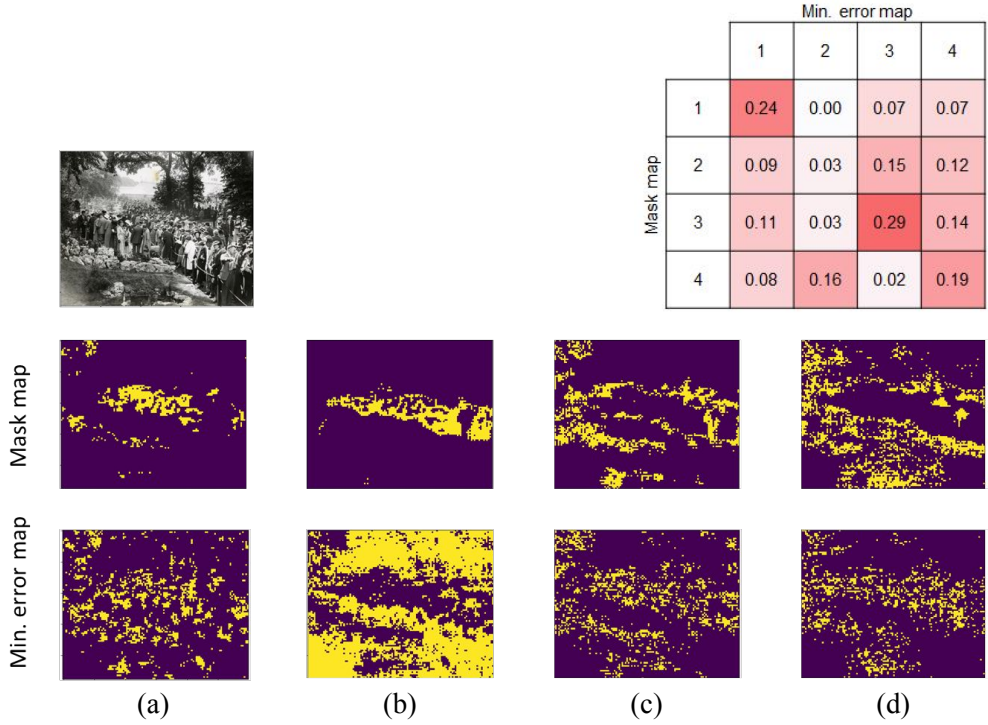 Min. error map
1 2 3 4
Mask map
1 0.24 0.00 0.07 0.07
2 0.09 0.03 0.15 0.12
3 0.11 0.03 0.29 0.14
4 0.08 0.16 0.02 0.19
Mask map
Min. error map
(a) (b) (c) (d)